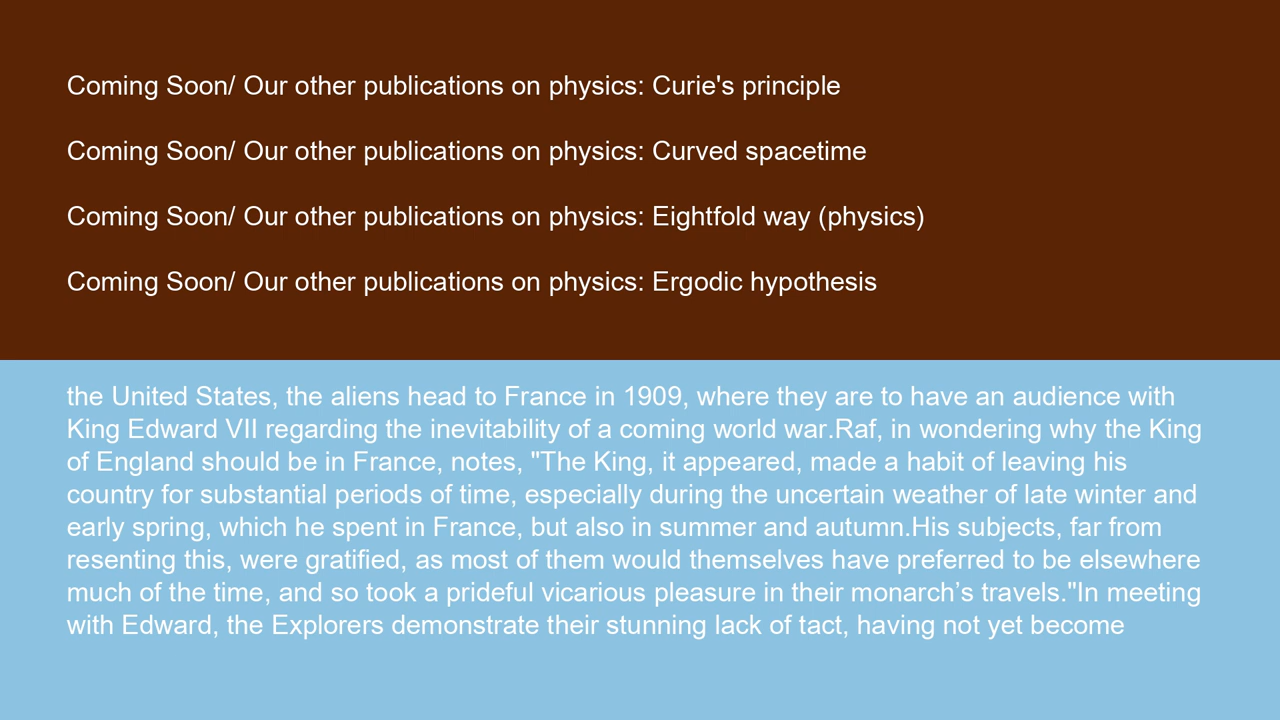 Coming Soon/ Our other publications on physics: Curie's principle
Coming Soon/ Our other publications on physics: Curved spacetime
Coming Soon/ Our other publications on physics: Eightfold way (physics)
Coming Soon/ Our other publications on physics: Ergodic hypothesis
the United States, the aliens head to France in 1909, where they are to have an audience with
King Edward VII regarding the inevitability of a coming world war.Raf, in wondering why the King
of England should be in France, notes, "The King, it appeared, made a habit of leaving his
country for substantial periods of time, especially during the uncertain weather of late winter and
early spring, which he spent in France, but also in summer and autumn.His subjects, far from
resenting this, were gratified, as most of them would themselves have preferred to be elsewhere
much of the time, and so took a prideful vicarious pleasure in their monarch’s travels."In meeting
with Edward, the Explorers demonstrate their stunning lack of tact, having not yet become